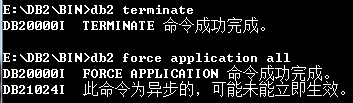 E:\DB2\BIN>db2 terminate
DB20000I  TERMINATE 命令成功完成。
E:\DB2\BIN>db2 force application all
DB20000I  FORCE APPLICATION 命令成功完成。
DB21024I  此命令为异步的，可能未能立即生效。